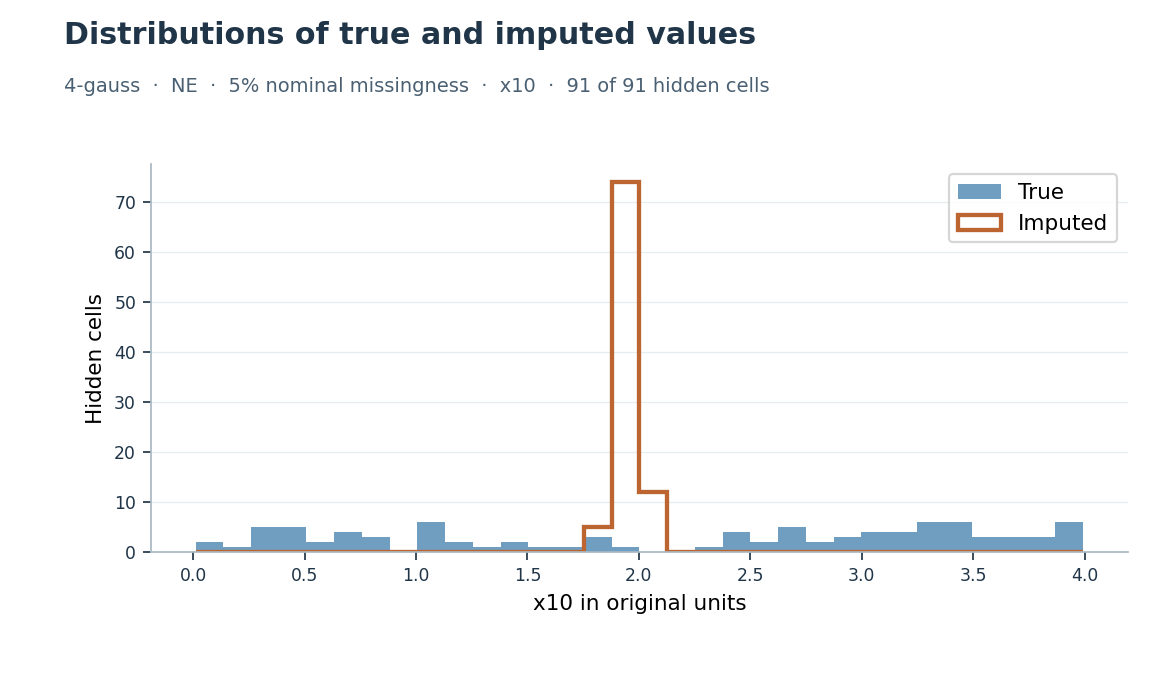 Distributions of true and imputed values
4-gauss · NE · 5% nominal missingness · x10 · 91 of 91 hidden cells
True
Imputed
Hidden cells
70
60
50
40
30
20
10
0
0.0 0.5 1.0 1.5 2.0 2.5 3.0 3.5 4.0
x10 in original units